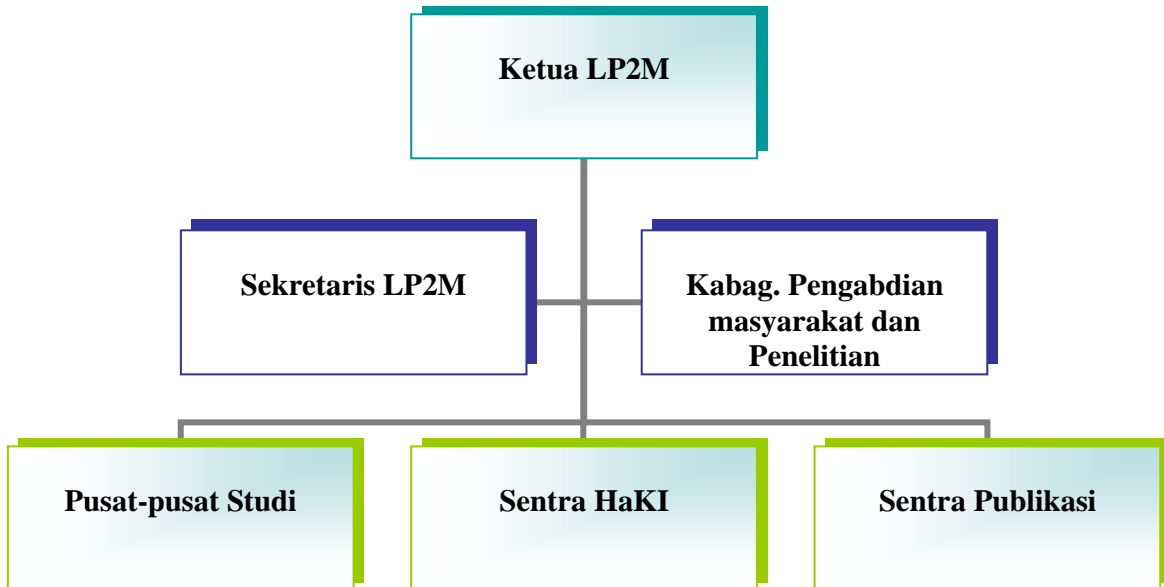 Ketua LP2M
Sekretaris LP2M
Kabag. Pengabdian
masyarakat dan
Penelitian
Pusat-pusat Studi
Sentra HaKI
Sentra Publikasi